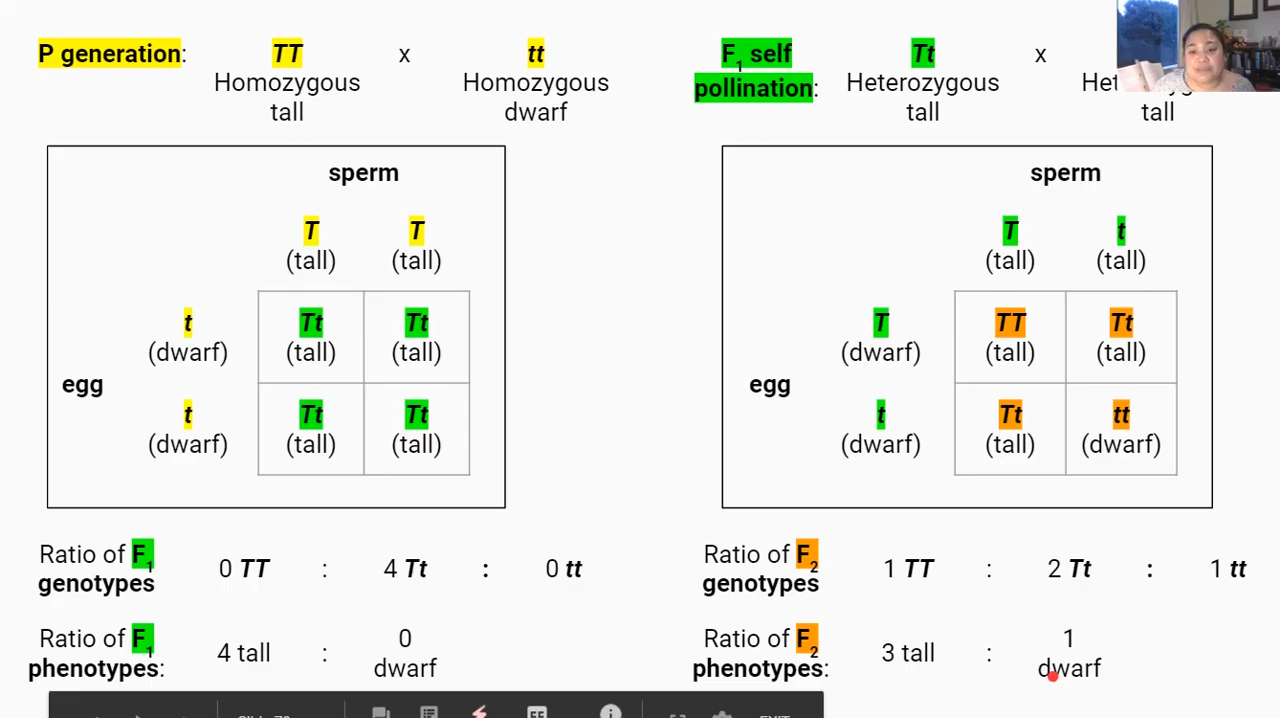 P generation: TT x tt
Homozygous Homozygous
tall dwarf
sperm
T T
(tall) (tall)
t Tt Tt
(dwarf) (tall) (tall)
egg
t Tt Tt
(dwarf) (tall) (tall)
Ratio of F1 genotypes 0 TT : 4 Tt : 0 tt
Ratio of F1 phenotypes: 4 tall : 0 dwarf
F1 self pollination: Tt x
Heterozygous
tall tall
sperm
T t
(tall) (tall)
T TT Tt
(dwarf) (tall) (tall)
egg
t Tt tt
(dwarf) (tall) (dwarf)
Ratio of F2 genotypes 1 TT : 2 Tt : 1 tt
Ratio of F2 phenotypes: 3 tall : 1 dwarf